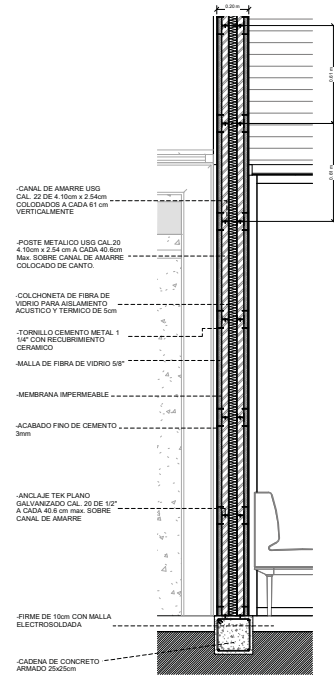 0.20 m
0.61 m
0.61 m
-CANAL DE AMARRE USG
CAL. 22 DE 4.10cm x 2.54cm
COLODADOS A CADA 61 cm
VERTICALMENTE
-POSTE METALICO USG CAL.20
4.10cm x 2.54 cm A CADA 40.6cm
Max. SOBRE CANAL DE AMARRE
COLOCADO DE CANTO.
-COLCHONETA DE FIBRA DE
VIDRIO PARA AISLAMIENTO
ACUSTICO Y TERMICO DE 5cm
-TORNILLO CEMENTO METAL 1
1/4" CON RECUBRIMIENTO
CERAMICO
-MALLA DE FIBRA DE VIDRIO 5/8"
-MEMBRANA IMPERMEABLE
-ACABADO FINO DE CEMENTO
3mm
-ANCLAJE TEK PLANO
GALVANIZADO CAL. 20 DE 1/2"
A CADA 40.6 cm max. SOBRE
CANAL DE AMARRE
-FIRME DE 10cm CON MALLA
ELECTROSOLDADA
-CADENA DE CONCRETO
ARMADO 25x25cm